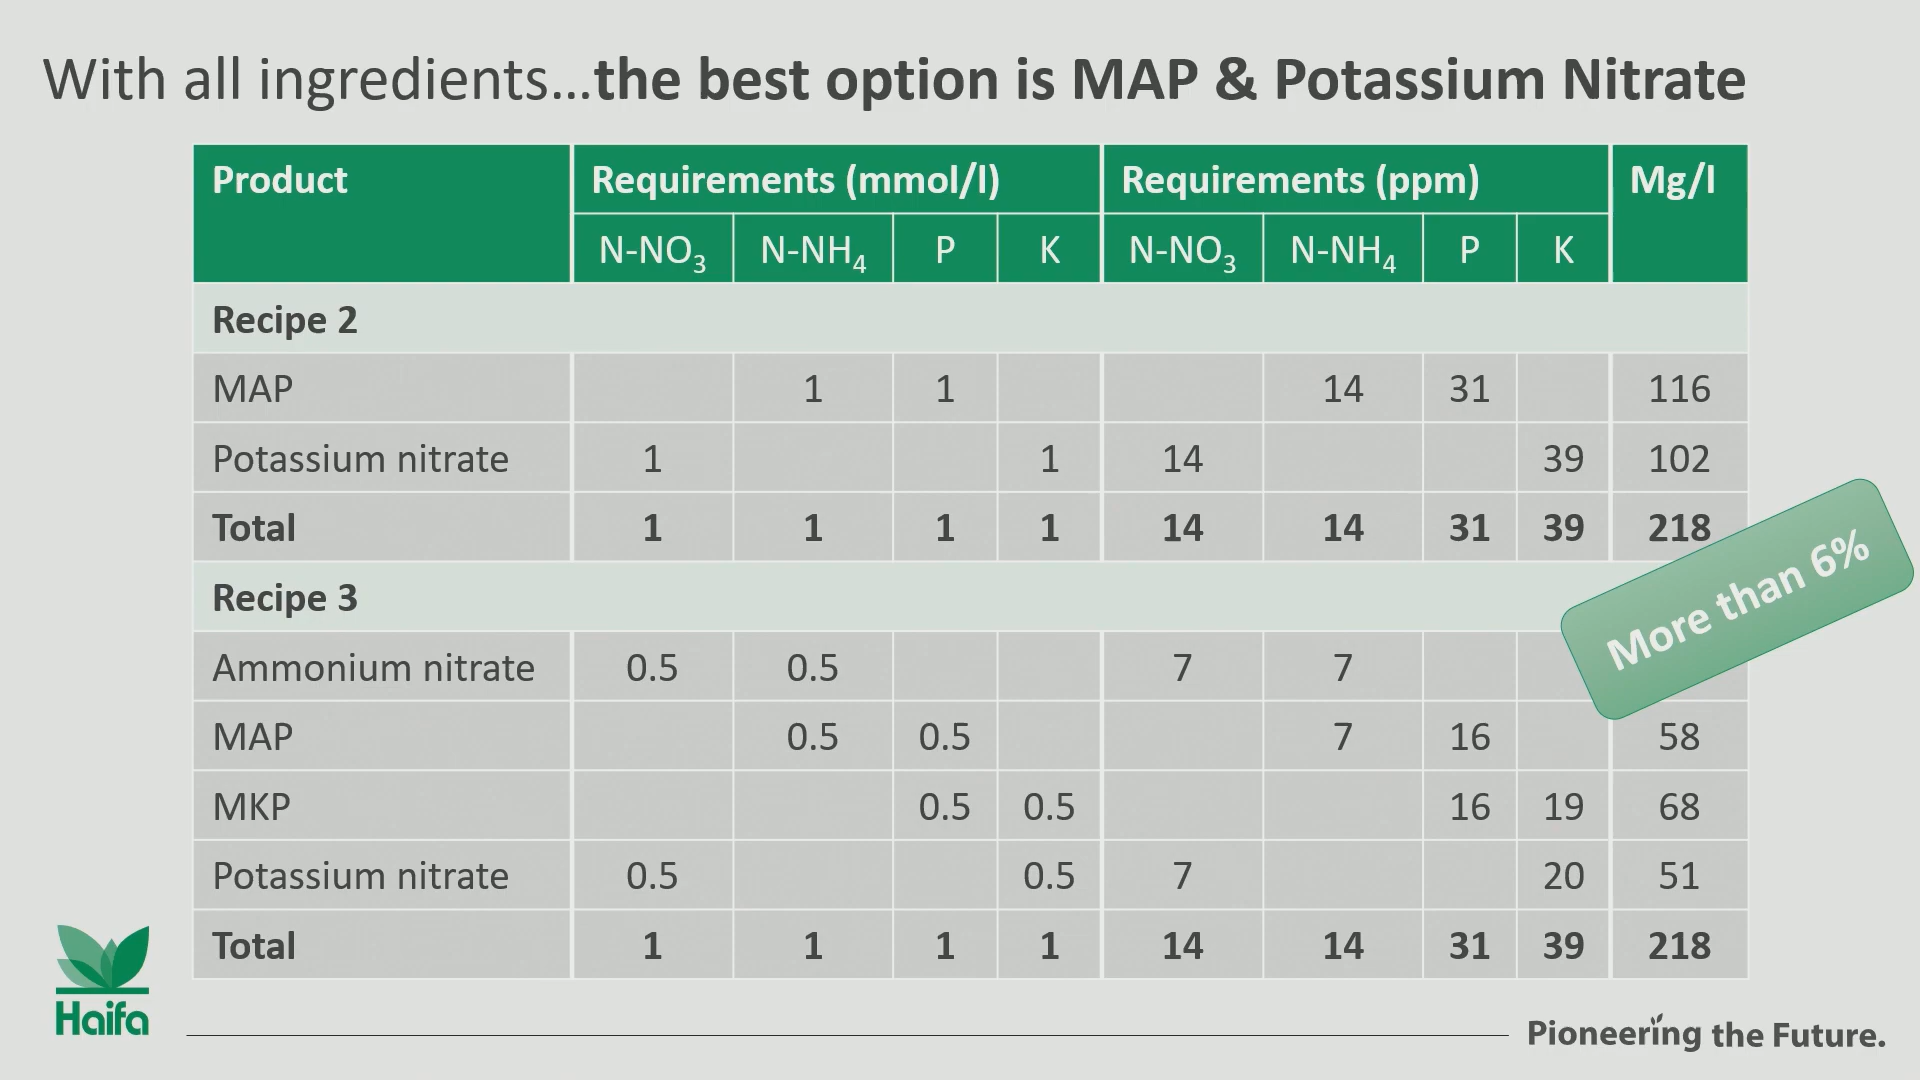 With all ingredients...the best option is MAP & Potassium Nitrate
Product Requirements (mmol/l) Requirements (ppm) Mg/l
N-NO3 N-NH4 P K N-NO3 N-NH4 P K
Recipe 2
MAP 1 1 14 31 116
Potassium nitrate 1 1 14 39 102
Total 1 1 1 1 14 14 31 39 218
More than 6%
Recipe 3
Ammonium nitrate 0.5 0.5 7 7
MAP 0.5 0.5 7 16 58
MKP 0.5 0.5 16 19 68
Potassium nitrate 0.5 0.5 7 20 51
Total 1 1 1 1 14 14 31 39 218
Haifa
Pioneering the Future.